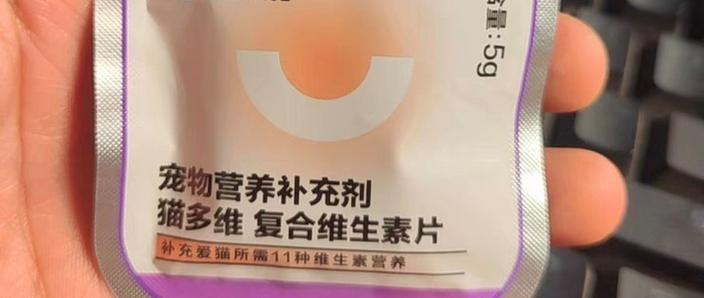 含量:5g
宠物营养补充剂
猫多维 复合维生素片
补充爱猫所需11种维生素营养